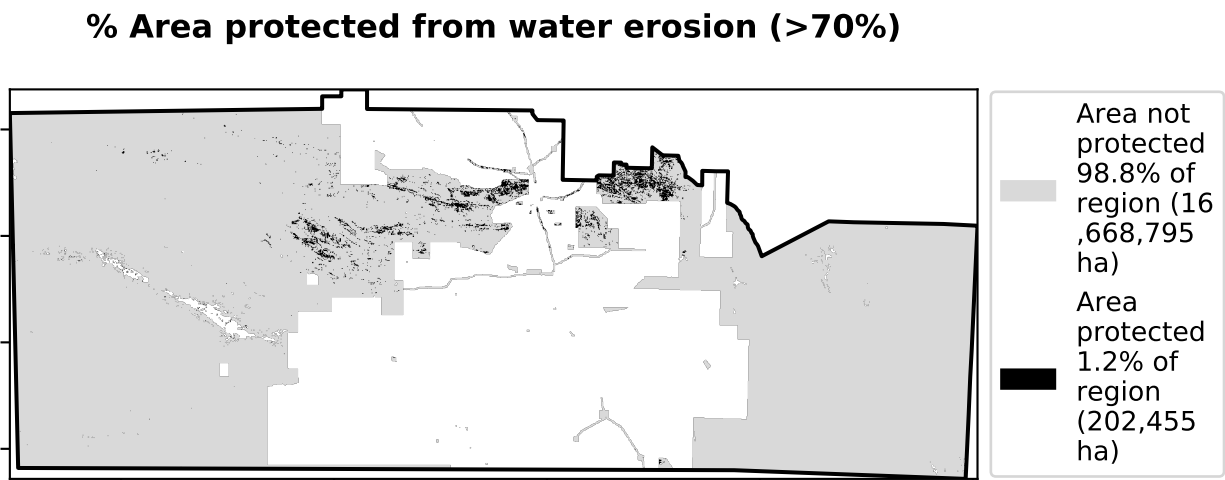 % Area protected from water erosion (>70%)
Area not
protected
98.8% of
region (16
,668,795
ha)
Area
protected
1.2% of
region
(202,455
ha)